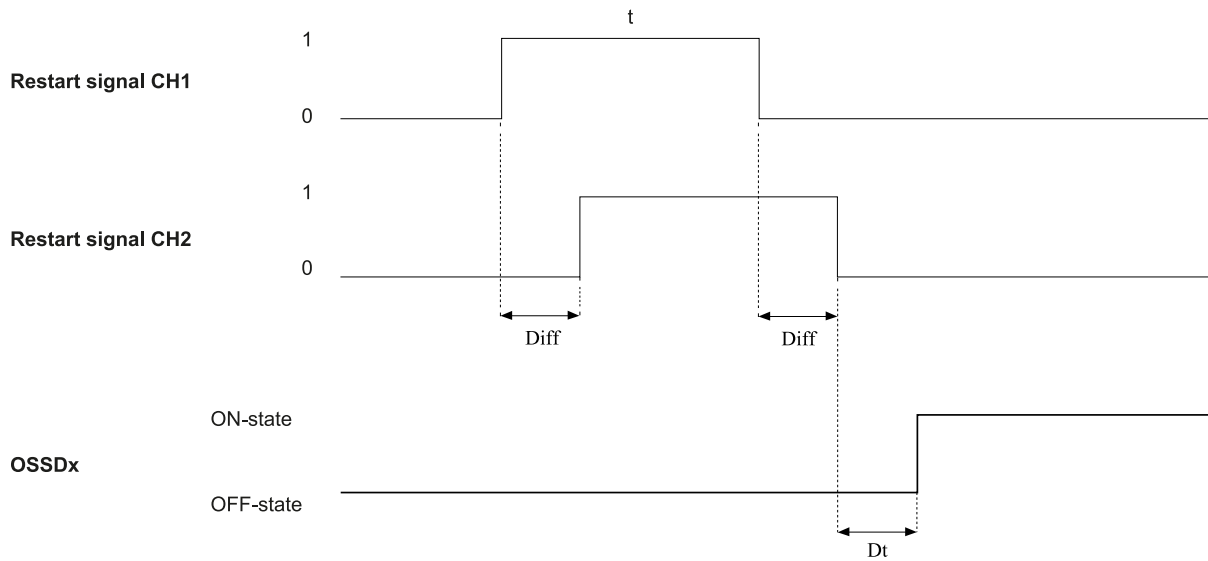 t
1
Restart signal CH1
0
1
Restart signal CH2
0
Diff
Diff
ON-state
OSSDx
OFF-state
Dt